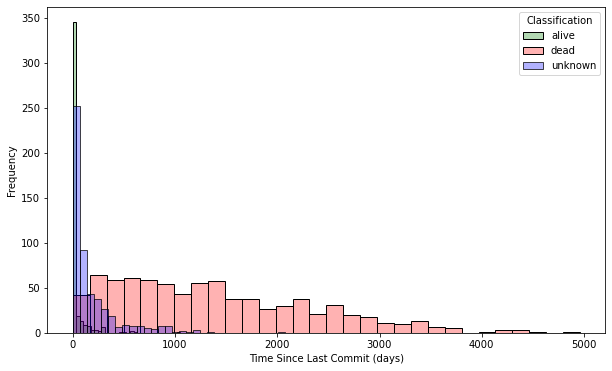 Classification
alive
dead
unknown
350
300
250
200
150
100
50
0
Frequency
0 1000 2000 3000 4000 5000
Time Since Last Commit (days)